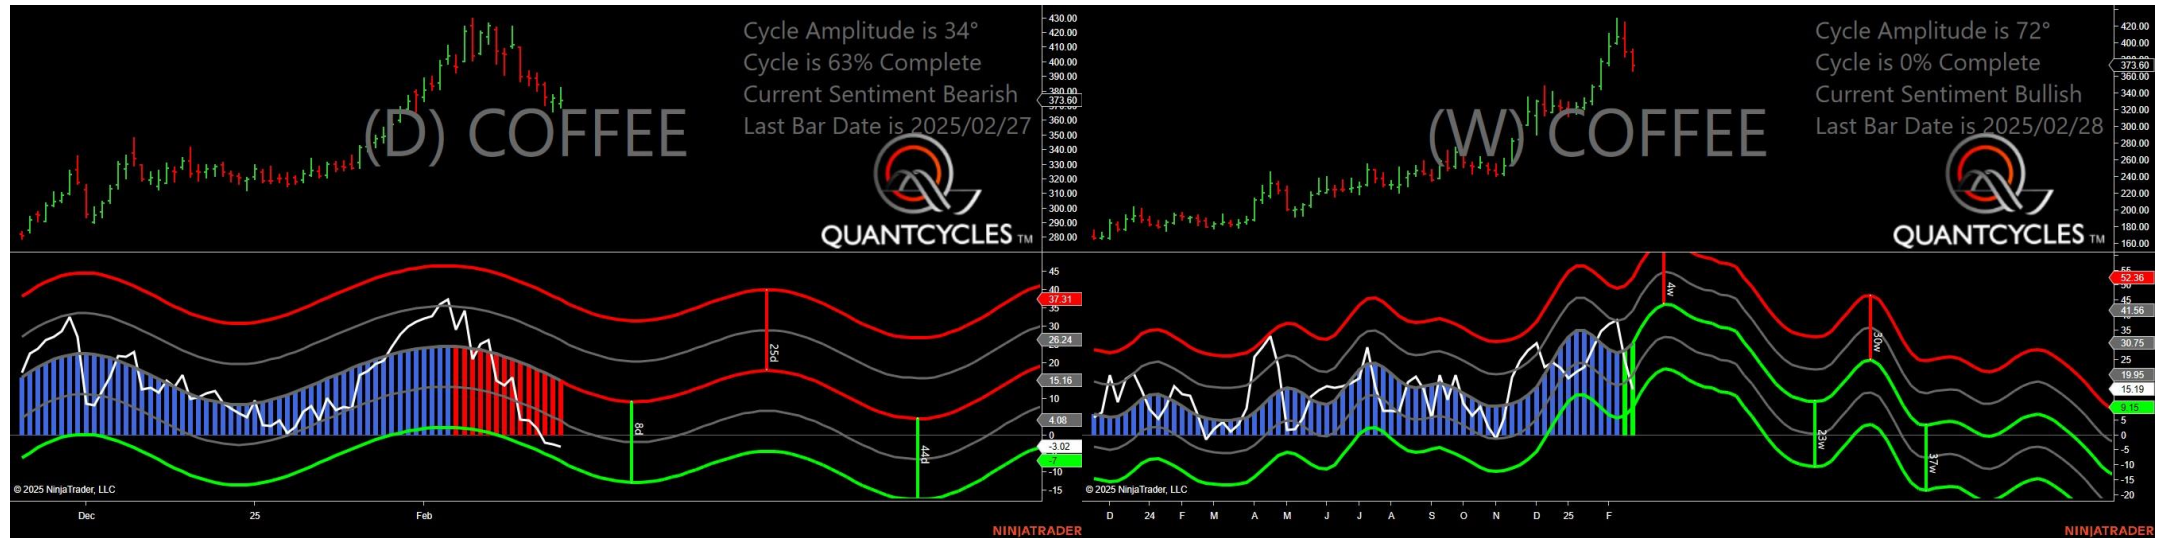 Cycle Amplitude is 34°
Cycle is 63% Complete
Current Sentiment Bearish
Last Bar Date is 2025/02/27
(D) COFFEE
QUANTCYCLES TM
430.00
420.00
410.00
400.00
390.00
380.00
373.60
360.00
350.00
340.00
330.00
320.00
310.00
300.00
290.00
280.00
45
40
37.31
35
30
26.24
20
15.16
10
4.08
0
-3.02
-7
-10
-15
25d
8d
44d
© 2025 NinjaTrader, LLC
Dec
25
Feb
NINJATRADER
Cycle Amplitude is 72°
Cycle is 0% Complete
Current Sentiment Bullish
Last Bar Date is 2025/02/28
(W) COFFEE
QUANTCYCLES TM
420.00
400.00
373.60
360.00
340.00
320.00
300.00
280.00
260.00
240.00
220.00
200.00
180.00
160.00
55
52.36
50
45
41.56
35
30.75
25
19.95
15.19
9.15
5
0
-5
-10
-15
-20
4w
30w
23w
37w
© 2025 NinjaTrader, LLC
D
24
F
M
A
M
J
J
A
S
O
N
D
25
F
NINJATRADER